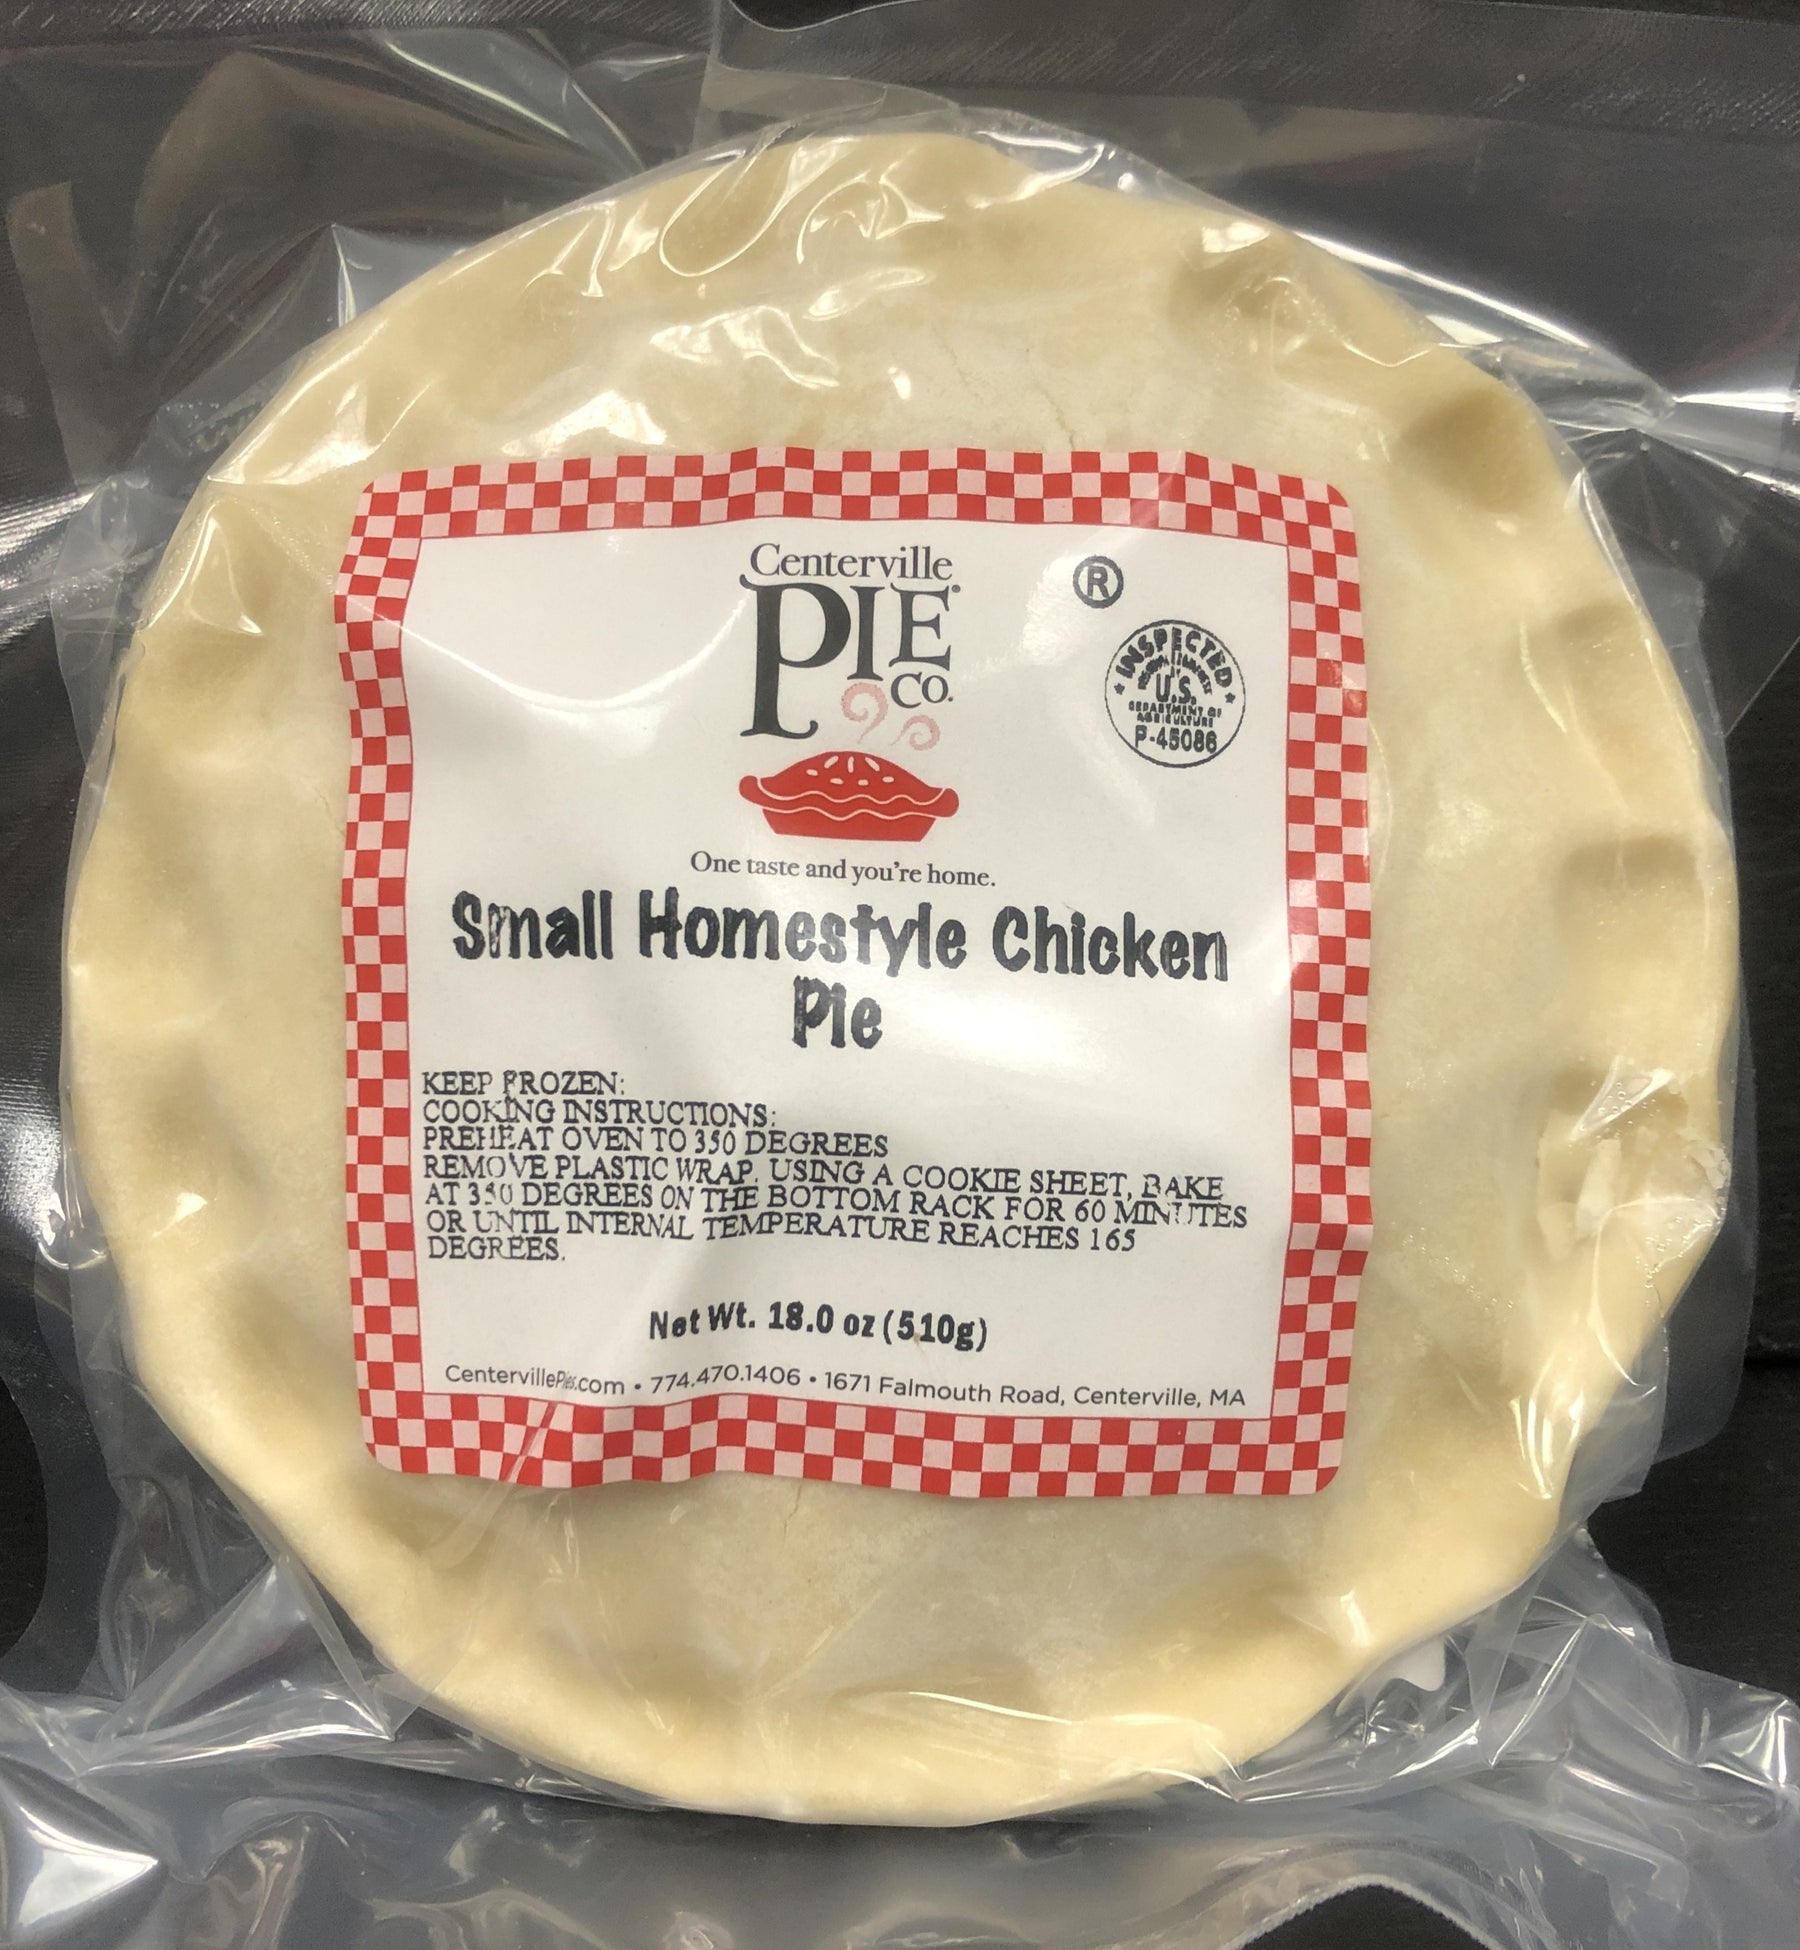 Centerville
PIE
CO.
®
INSPECTED
U.S.
DEPARTMENT OF
AGRICULTURE
P-45086
One taste and you're home.
Small Homestyle Chicken
Pie
KEEP FROZEN:
COOKING INSTRUCTIONS:
PREHEAT OVEN TO 350 DEGREES
REMOVE PLASTIC WRAP. USING A COOKIE SHEET, BAKE
AT 350 DEGREES ON THE BOTTOM RACK FOR 60 MINUTES
OR UNTIL INTERNAL TEMPERATURE REACHES 165
DEGREES.
Net Wt. 18.0 oz (510g)
CentervillePies.com • 774.470.1406 • 1671 Falmouth Road, Centerville, MA